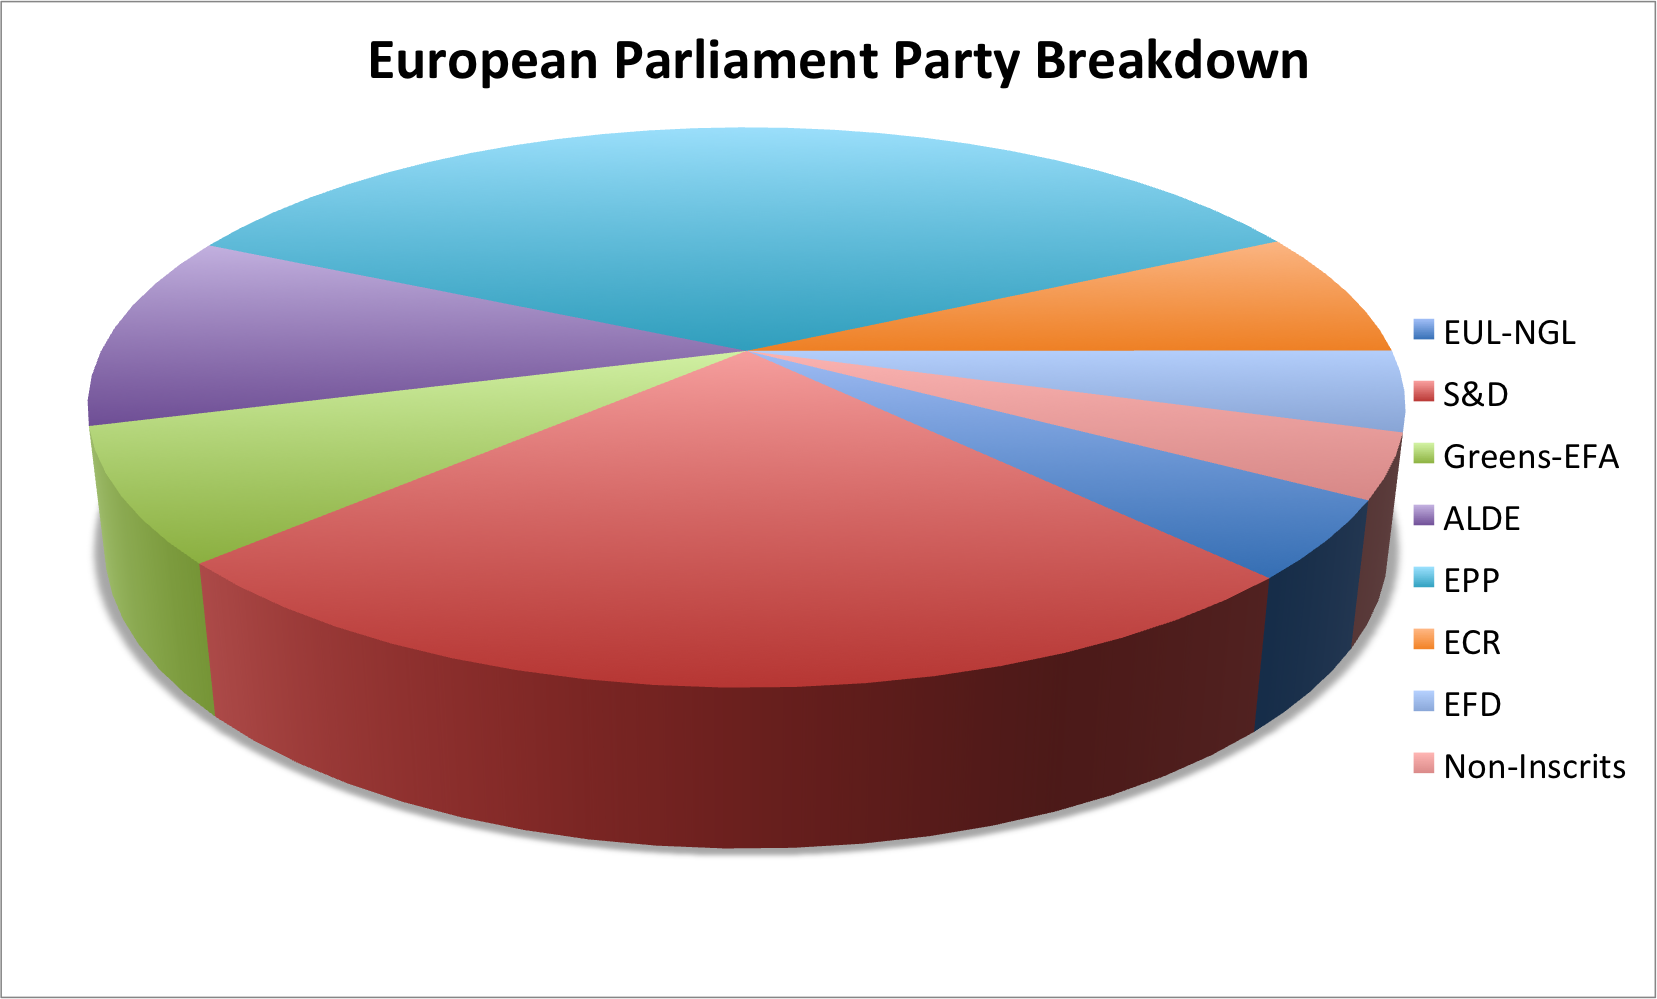 European Parliament Party Breakdown
EUL-NGL
S&D
Greens-EFA
ALDE
EPP
ECR
EFD
Non-Inscrits